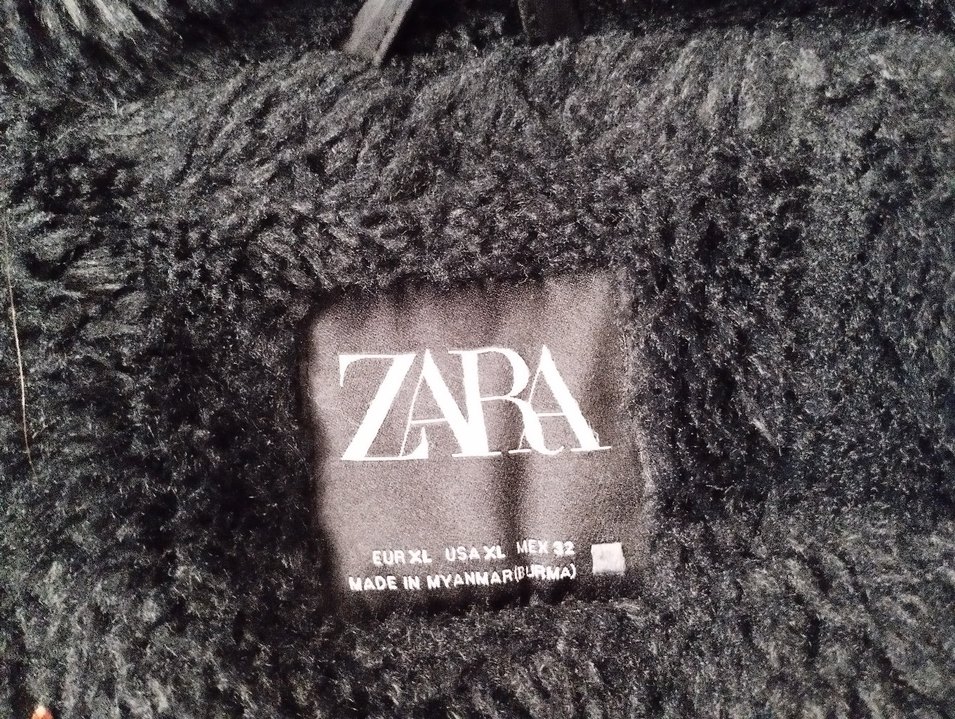 ZARA
EUR XL USA XL MEX 32
MADE IN MYANMAR(BURMA)